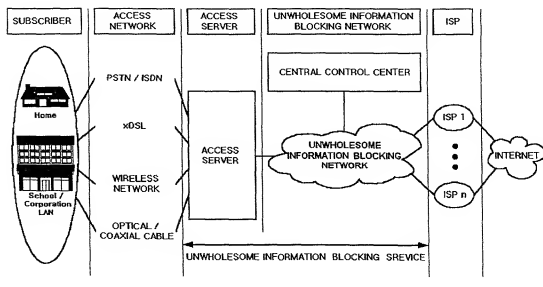 SUBSCRIBER
ACCESS
NETWORK
ACCESS
SERVER
UNWHOLESOME INFORMATION
BLOCKING NETWORK
ISP
PSTN / ISDN
Home
xDSL
WIRELESS
NETWORK
School /
Corporation
LAN
OPTICAL /
COAXIAL CABLE
ACCESS
SERVER
CENTRAL CONTROL CENTER
UNWHOLESOME
INFORMATION BLOCKING
NETWORK
ISP 1
ISP n
INTERNET
UNWHOLESOME INFORMATION BLOCKING SREVICE